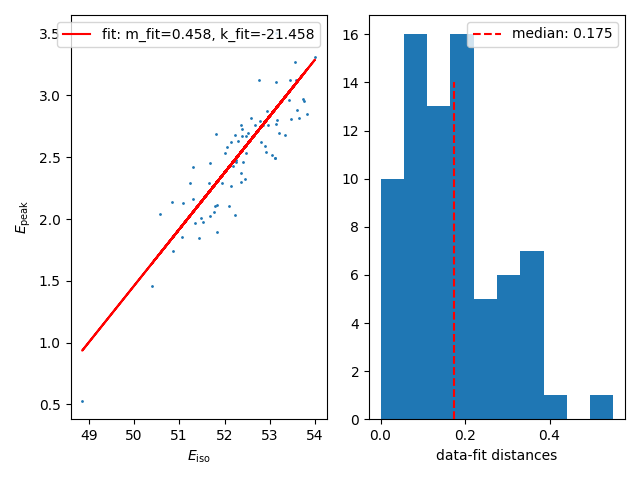 fit: m_fit=0.458, k_fit=-21.458
3.5
3.0
2.5
2.0
1.5
1.0
0.5
E_peak
49 50 51 52 53 54
E_iso
median: 0.175
16
14
12
10
8
6
4
2
0
0.0 0.2 0.4
data-fit distances